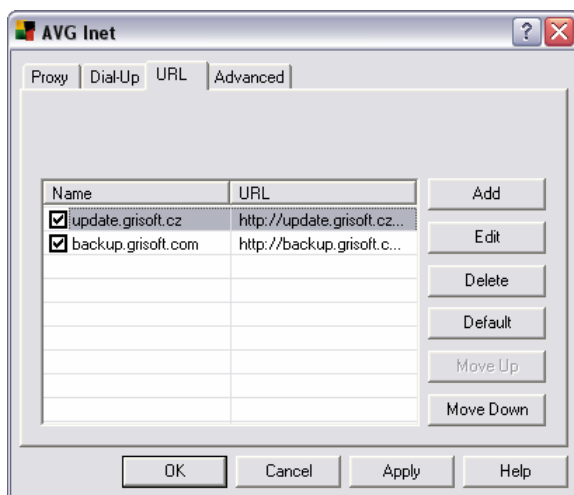 AVG Inet
Proxy Dial-Up URL Advanced
Name URL
update.grisoft.cz http://update.grisoft.cz...
backup.grisoft.com http://backup.grisoft.c...
Add
Edit
Delete
Default
Move Up
Move Down
OK Cancel Apply Help